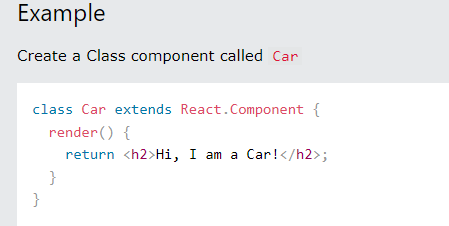 Example
Create a Class component called Car
class Car extends React.Component {
  render() {
    return <h2>Hi, I am a Car!</h2>;
  }
}